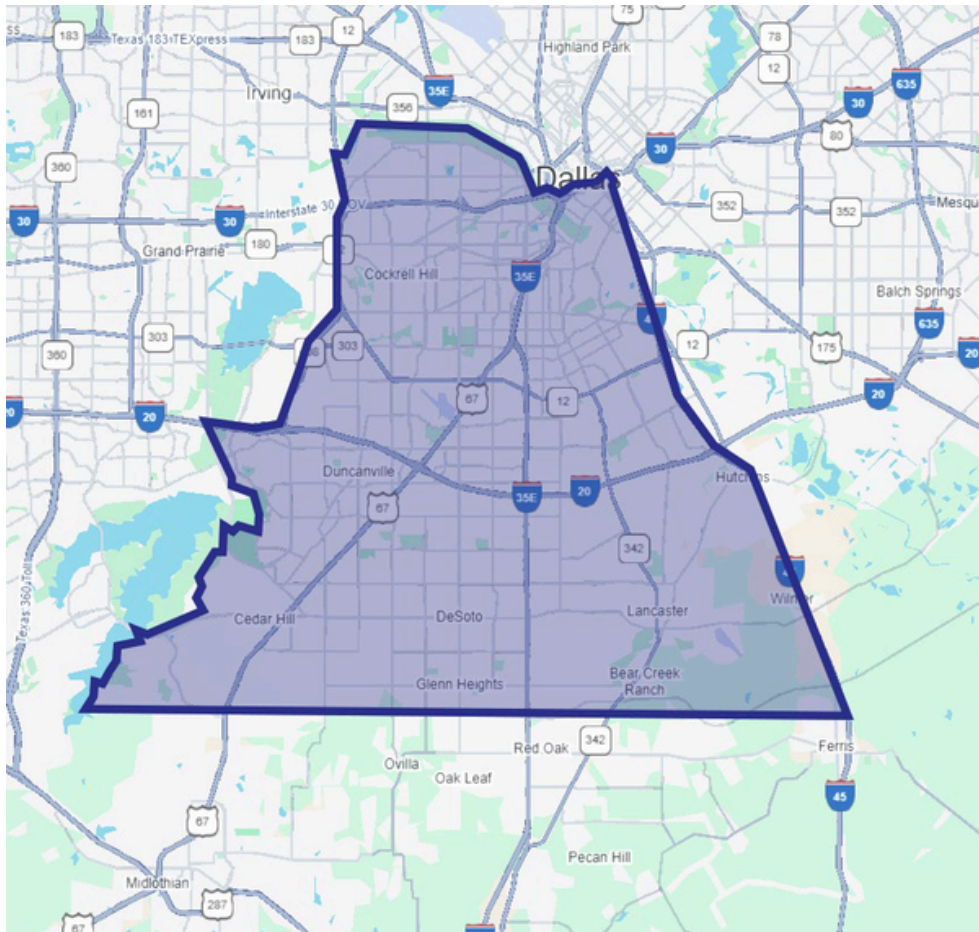 75
183
Texas 183 TEXpress
183
12
Highland Park
78
12
Irving
35E
635
161
356
30
80
360
30
Dallas
352
352
Mesqu
30
30
Interstate 30
OV
180
Grand Prairie
Cockrell Hill
35E
Balch Springs
303
303
12
635
175
360
20
67
12
20
20
20
Duncanville
Hutchins
35E
20
67
342
Texas 360 Toll
Wilmer
Cedar Hill
DeSoto
Lancaster
Glenn Heights
Bear Creek
Ranch
Red Oak
342
Ferris
Ovilla
Oak Leaf
45
67
Pecan Hill
Midlothian
287
67